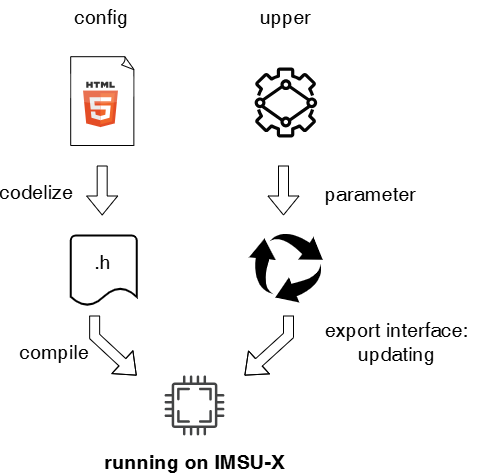 config
upper
HTML
5
codelize
parameter
.h
compile
export interface:
updating
running on IMSU-X